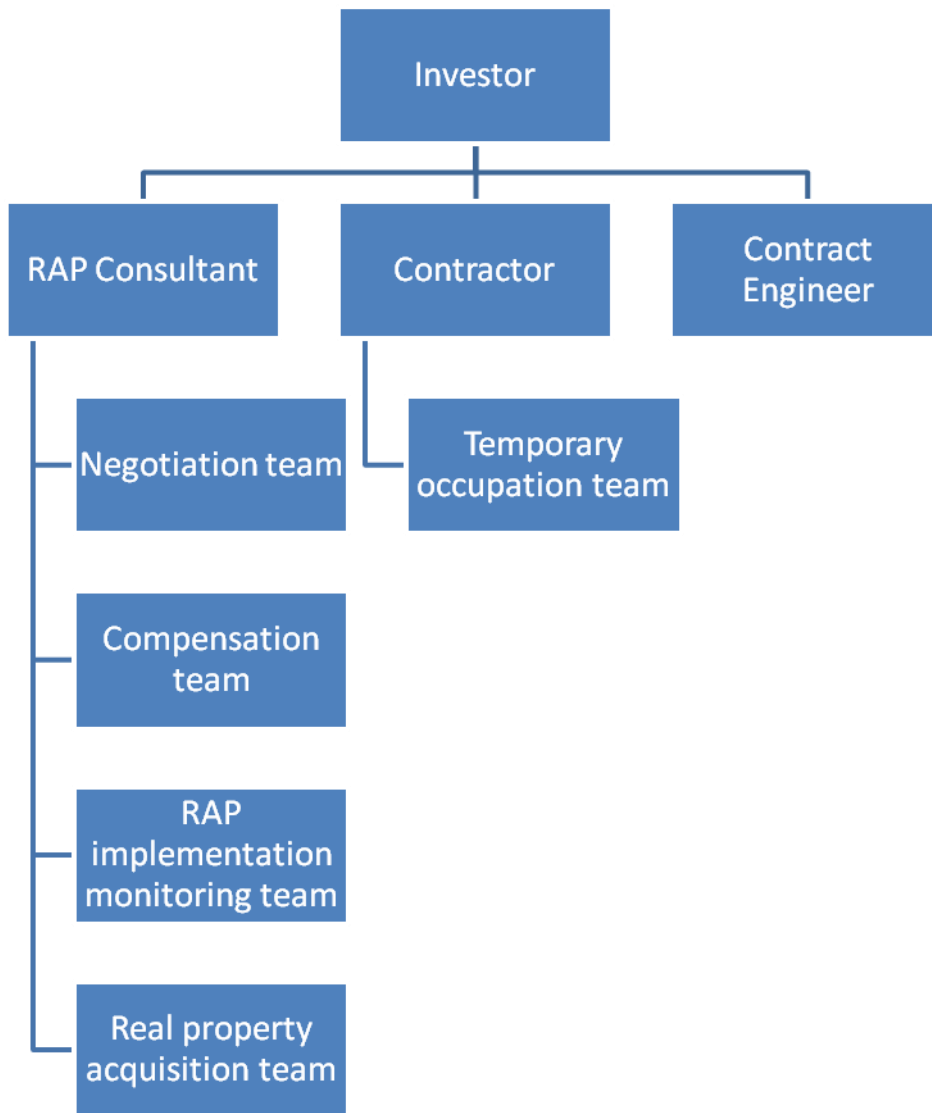 Investor
RAP Consultant
Contractor
Contract
Engineer
Negotiation team
Temporary
occupation team
Compensation
team
RAP
implementation
monitoring team
Real property
acquisition team